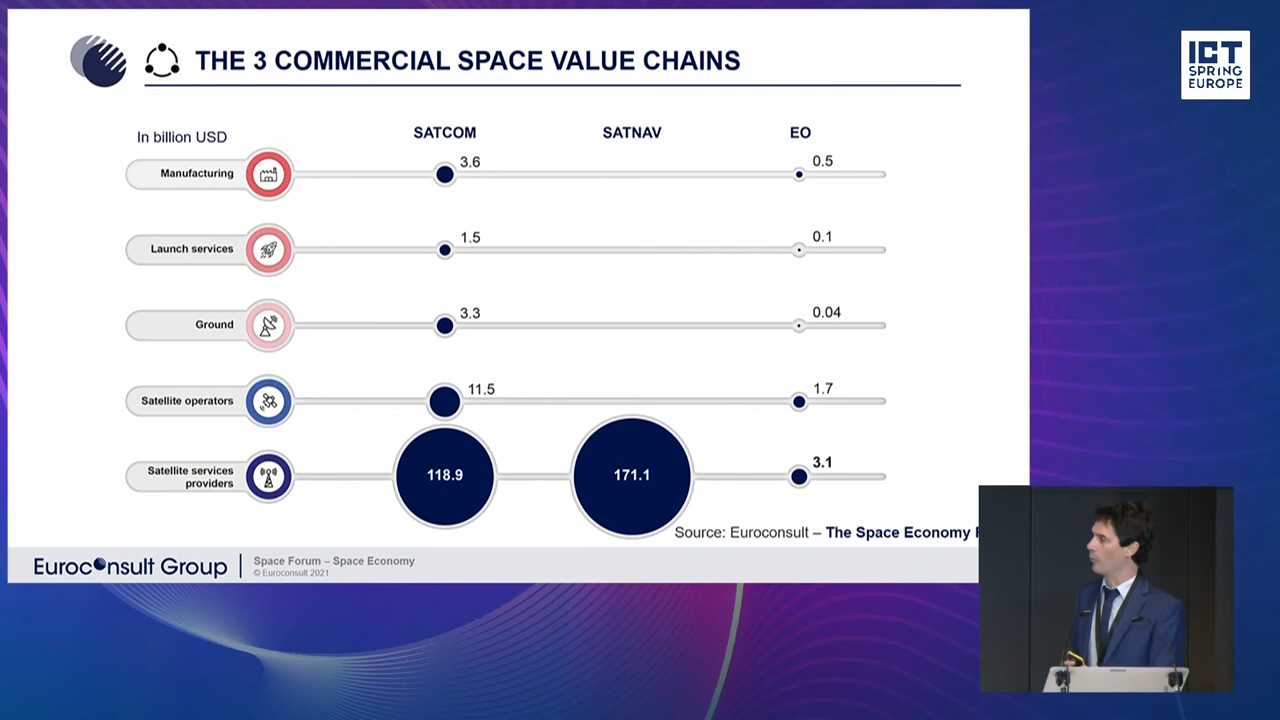 THE 3 COMMERCIAL SPACE VALUE CHAINS
ICT
SPRING
EUROPE
In billion USD
SATCOM
SATNAV
EO
Manufacturing
3.6
0.5
Launch services
1.5
0.1
Ground
3.3
0.04
Satellite operators
11.5
1.7
Satellite services
providers
118.9
171.1
3.1
Source: Euroconsult – The Space Economy
Euroconsult Group
Space Forum – Space Economy
© Euroconsult 2021